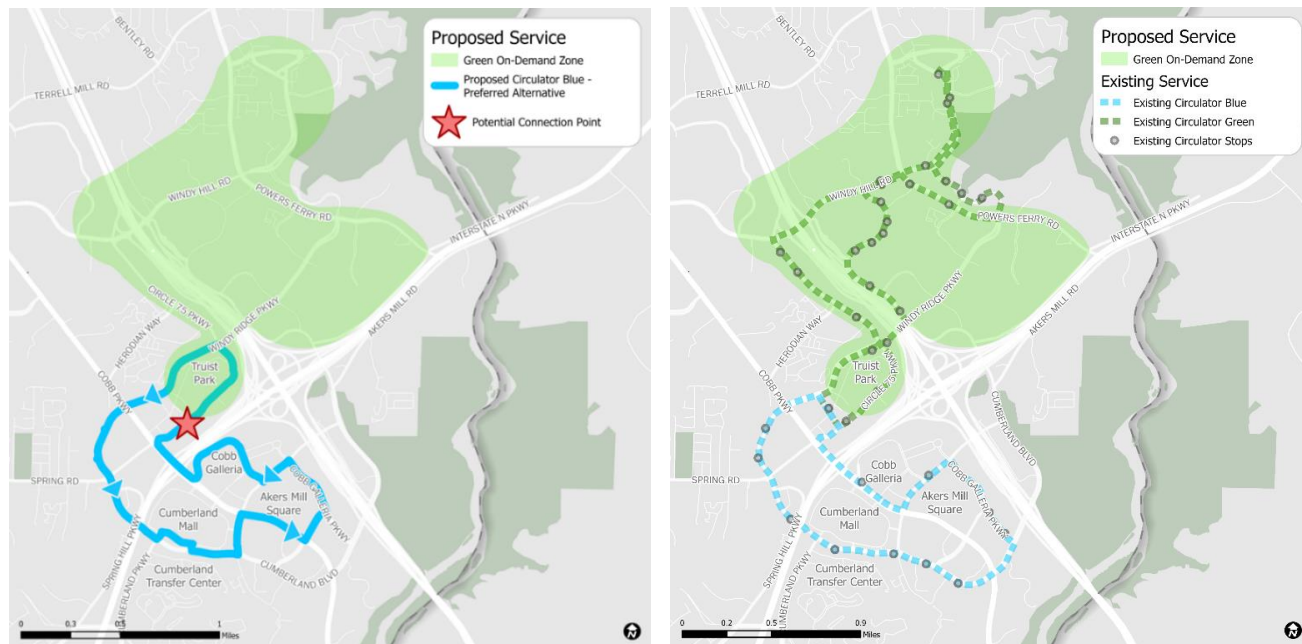 BENTLEY RD
TERRELL MILL RD
WINDY HILL RD
POWERS FERRY RD
INTERSTATE N PKWY
CIRCLE 75 PKWY
WINDY RIDGE PKWY
AKERS MILL RD
HERODIAN WAY
Truist
Park
COBB PKWY
Cobb
Galleria
SPRING RD
COBB GALLERIA PKWY
Akers Mill
Square
Cumberland
Mall
SPRING HILL PKWY
CUMBERLAND PKWY
Cumberland
Transfer Center
CUMBERLAND BLVD
Proposed Service
Green On-Demand Zone
Proposed Circulator Blue -
Preferred Alternative
Potential Connection Point
0 0.3 0.5 1
Miles
N
BENTLEY RD
TERRELL MILL RD
WINDY HILL RD
POWERS FERRY RD
INTERSTATE N PKWY
WINDY RIDGE PKWY
AKERS MILL RD
HERODIAN WAY
Truist
Park
CIRCLE 75 PKWY
COBB PKWY
CUMBERLAND BLVD
Cobb
Galleria
SPRING RD
COBB GALLERIA PKWY
Akers Mill
Square
Cumberland
Mall
SPRING HILL PKWY
CUMBERLAND PKWY
Cumberland
Transfer Center
Proposed Service
Green On-Demand Zone
Existing Service
Existing Circulator Blue
Existing Circulator Green
Existing Circulator Stops
0 0.2 0.5 0.9
Miles
N